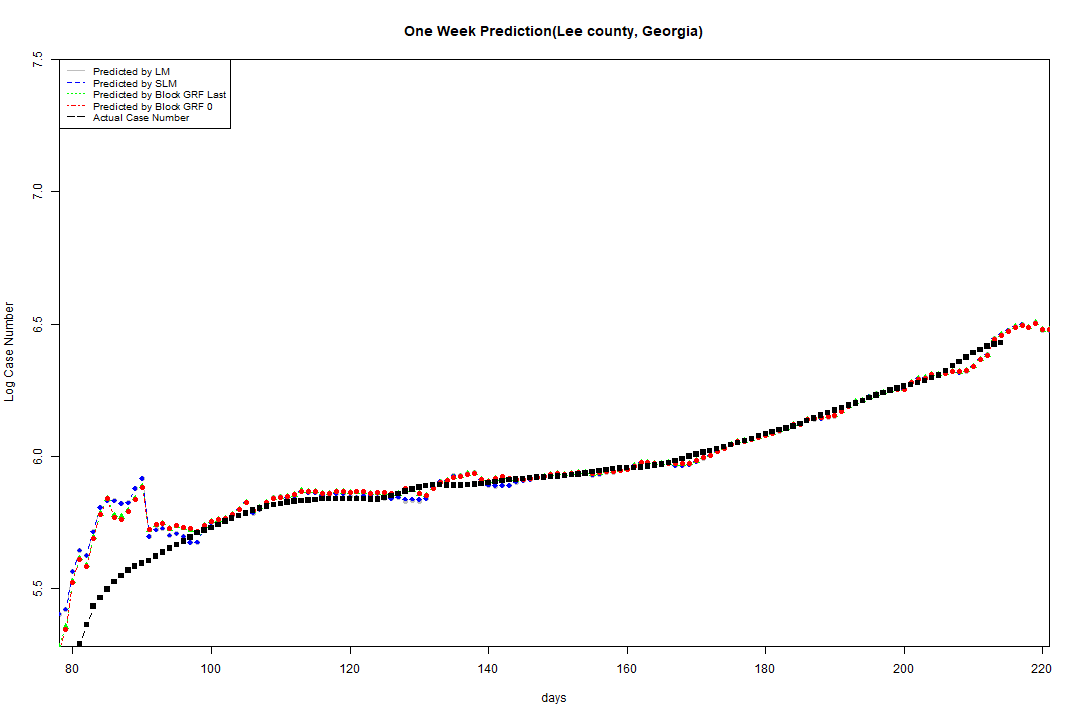 One Week Prediction(Lee county, Georgia)
7.5
Predicted by LM
Predicted by SLM
Predicted by Block GRF Last
Predicted by Block GRF 0
Actual Case Number
7.0
6.5
Log Case Number
6.0
5.5
80 100 120 140 160 180 200 220
days